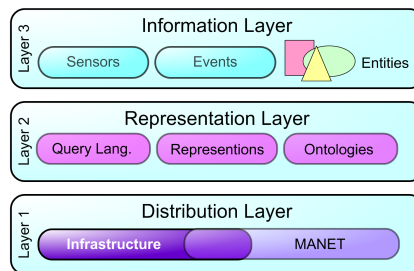 Layer 3
Information Layer
Sensors
Events
Entities
Layer 2
Representation Layer
Query Lang.
Representions
Ontologies
Layer 1
Distribution Layer
Infrastructure
MANET